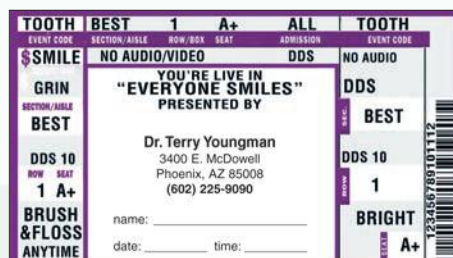 TOOTH BEST 1 A+ ALL TOOTH
EVENT CODE SECTION/AISLE ROW/BOX SEAT ADMISSION EVENT CODE
$SMILE NO AUDIO/VIDEO DDS NO AUDIO
YOU'RE LIVE IN
"EVERYONE SMILES"
PRESENTED BY
GRIN
SECTION/AISLE
BEST
DDS 10
ROW SEAT
1 A+
BRUSH
&FLOSS
ANYTIME
Dr. Terry Youngman
3400 E. McDowell
Phoenix, AZ 85008
(602) 225-9090
name:
date: time:
DDS
SEC.
BEST
DDS 10
ROW
1
BRIGHT
SEAT
A+
123456789101112